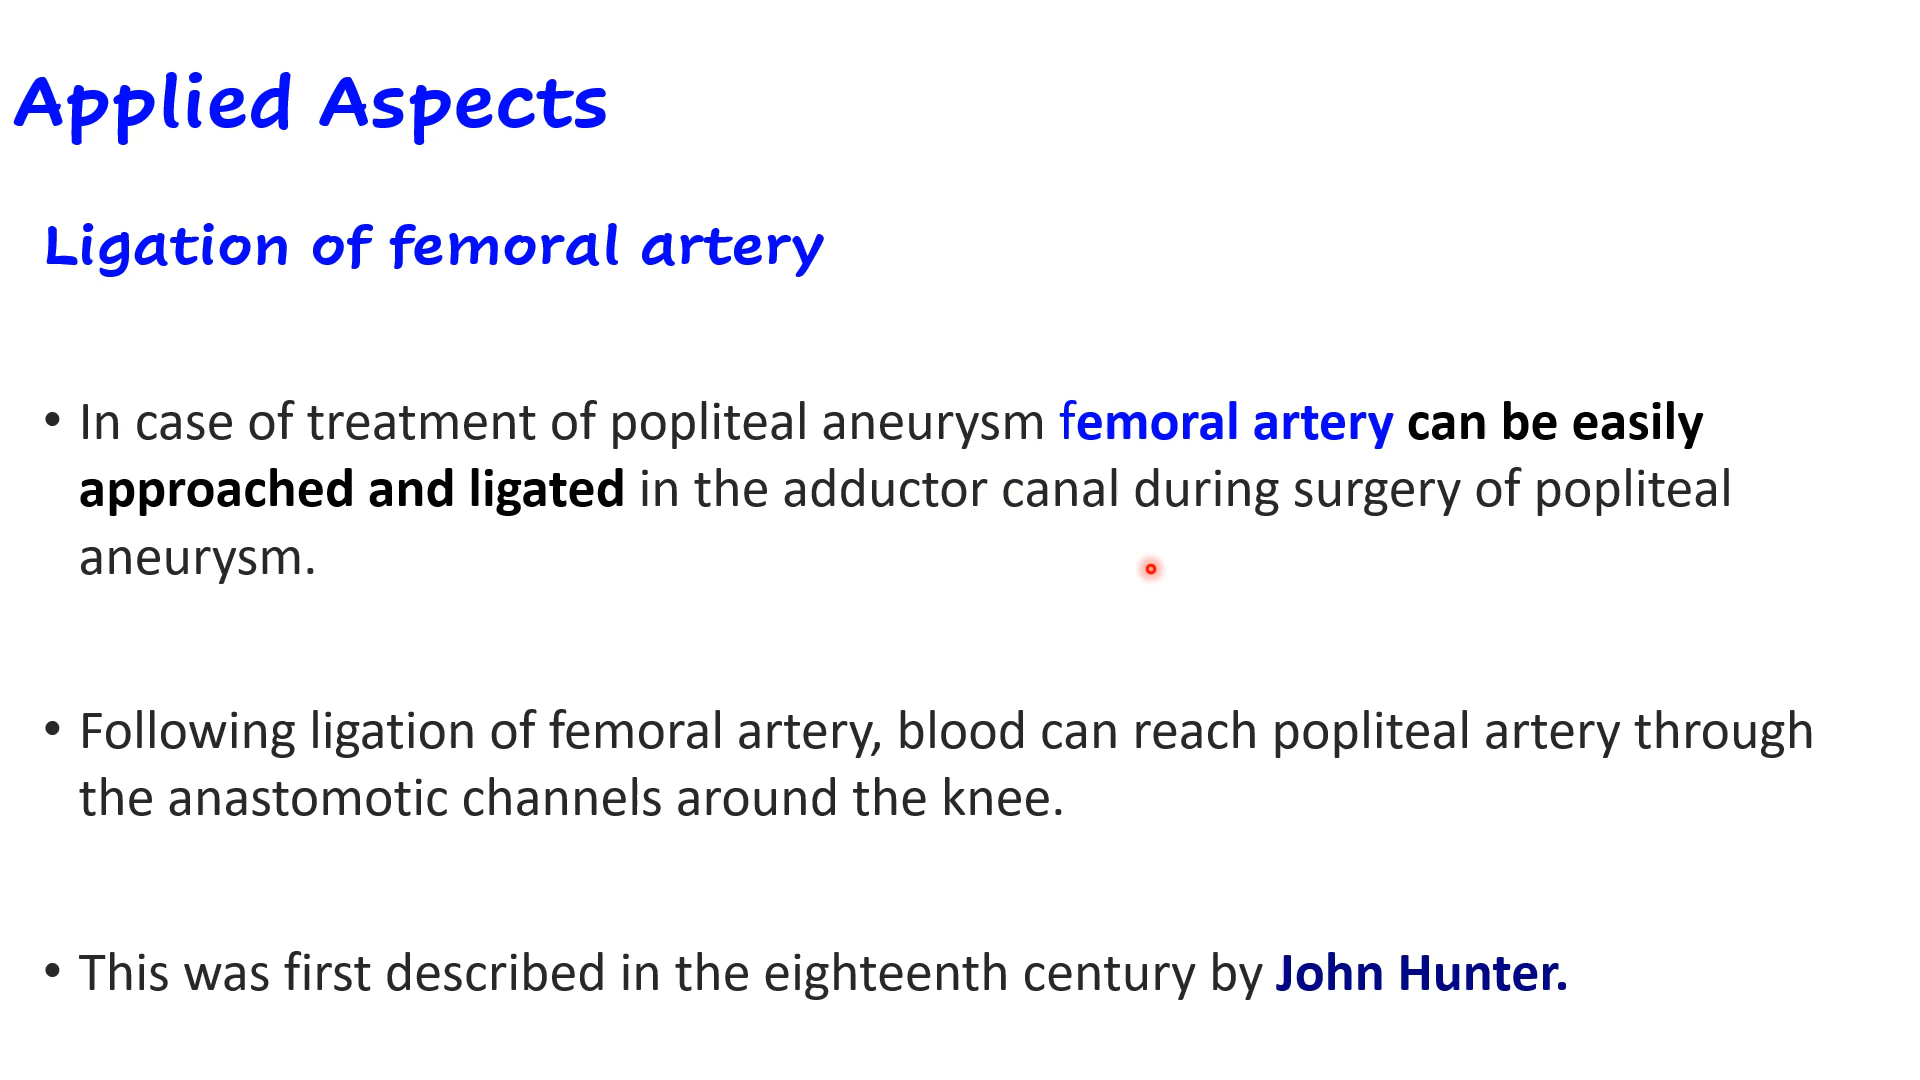 Applied Aspects
Ligation of femoral artery
• In case of treatment of popliteal aneurysm femoral artery can be easily
approached and ligated in the adductor canal during surgery of popliteal
aneurysm.
• Following ligation of femoral artery, blood can reach popliteal artery through
the anastomotic channels around the knee.
• This was first described in the eighteenth century by John Hunter.